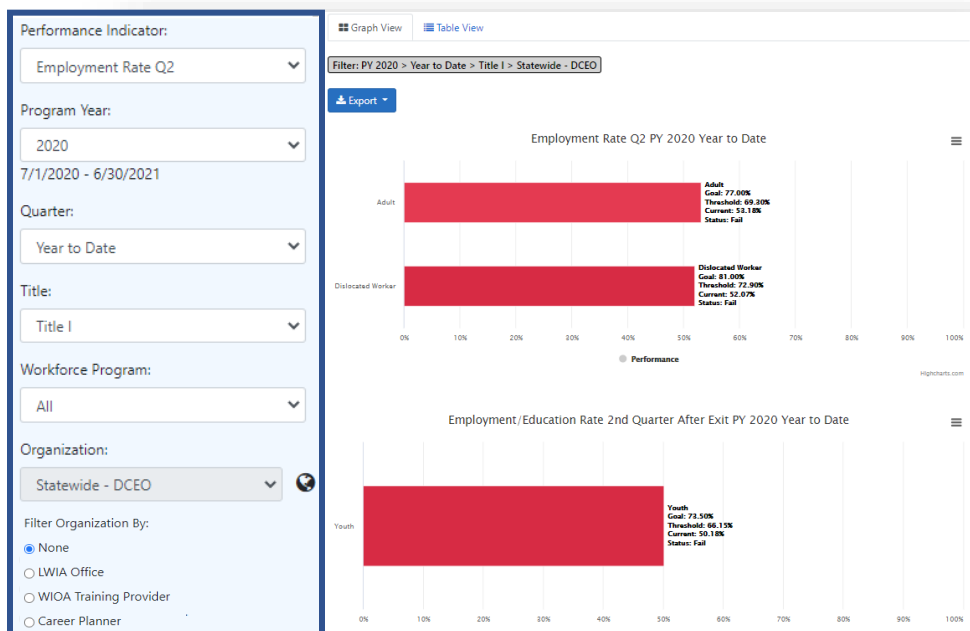 Performance Indicator:
Employment Rate Q2
Program Year:
2020
7/1/2020 - 6/30/2021
Quarter:
Year to Date
Title:
Title I
Workforce Program:
All
Organization:
Statewide - DCEO
Filter Organization By:
None
LWIA Office
WIOA Training Provider
Career Planner
Graph View
Table View
Filter: PY 2020 > Year to Date > Title I > Statewide - DCEO
Export
Employment Rate Q2 PY 2020 Year to Date
Adult
Adult
Goal: 77.00%
Threshold: 69.30%
Current: 53.18%
Status: Fail
Dislocated Worker
Dislocated Worker
Goal: 81.00%
Threshold: 72.90%
Current: 52.07%
Status: Fail
0% 10% 20% 30% 40% 50% 60% 70% 80% 90% 100%
Performance
Highcharts.com
Employment/Education Rate 2nd Quarter After Exit PY 2020 Year to Date
Youth
Youth
Goal: 73.50%
Threshold: 66.15%
Current: 50.18%
Status: Fail
0% 10% 20% 30% 40% 50% 60% 70% 80% 90% 100%